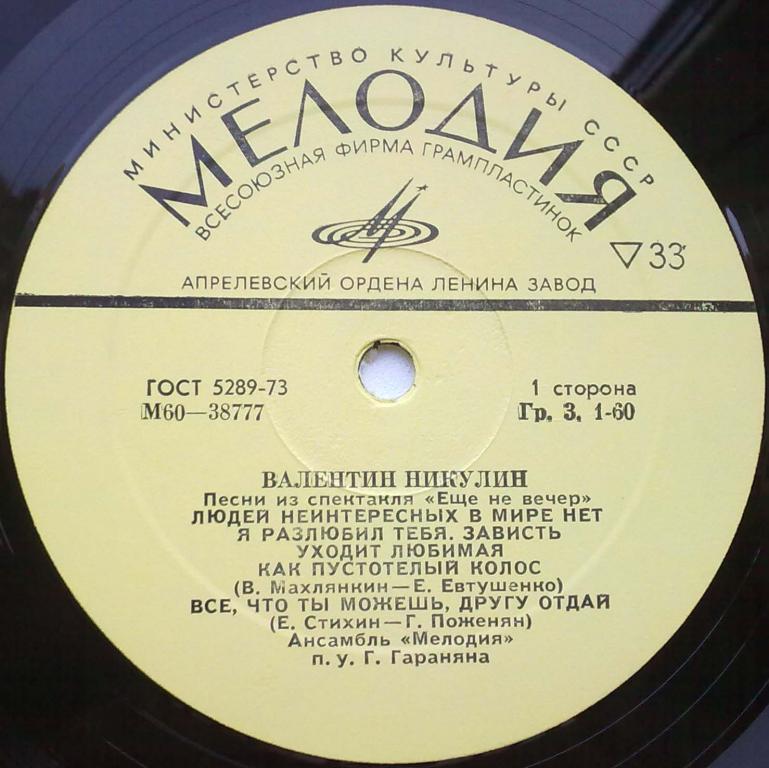 МИНИСТЕРСТВО КУЛЬТУРЫ СССР
МЕЛОДИЯ
ВСЕСОЮЗНАЯ ФИРМА ГРАМПЛАСТИНОК
▽33
АПРЕЛЕВСКИЙ ОРДЕНА ЛЕНИНА ЗАВОД
ГОСТ 5289-73
М60—38777
1 сторона
Гр. 3, 1-60
ВАЛЕНТИН НИКУЛИН
Песни из спектакля «Еще не вечер»
ЛЮДЕЙ НЕИНТЕРЕСНЫХ В МИРЕ НЕТ
Я РАЗЛЮБИЛ ТЕБЯ. ЗАВИСТЬ
УХОДИТ ЛЮБИМАЯ
КАК ПУСТОТЕЛЫЙ КОЛОС
(В. Махлянкин—Е. Евтушенко)
ВСЕ, ЧТО ТЫ МОЖЕШЬ, ДРУГУ ОТДАЙ
(Е. Стихин—Г. Поженян)
Ансамбль «Мелодия»
п. у. Г. Гараняна